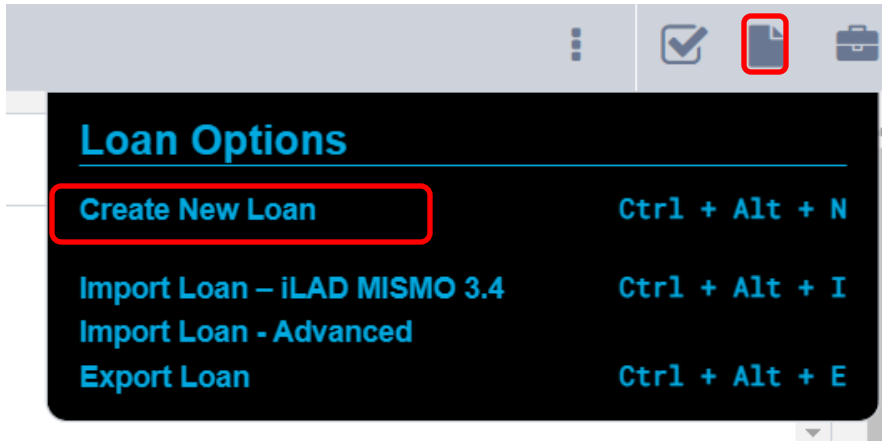 Loan Options
Create New Loan Ctrl + Alt + N
Import Loan – iLAD MISMO 3.4 Ctrl + Alt + I
Import Loan - Advanced
Export Loan Ctrl + Alt + E